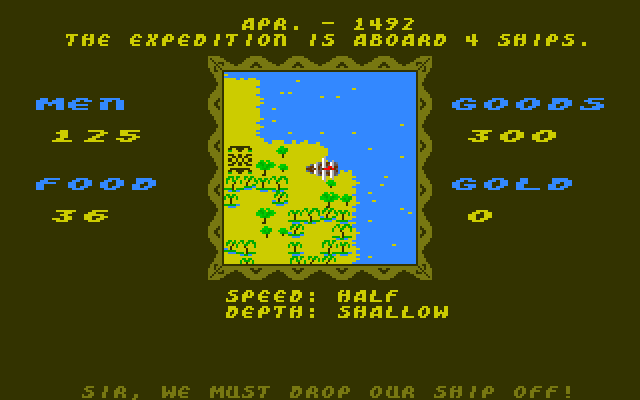 APR. - 1492
THE EXPEDITION IS ABOARD 4 SHIPS.
MEN
125
FOOD
36
GOODS
300
GOLD
0
SPEED: HALF
DEPTH: SHALLOW
SIR, WE MUST DROP OUR SHIP OFF!